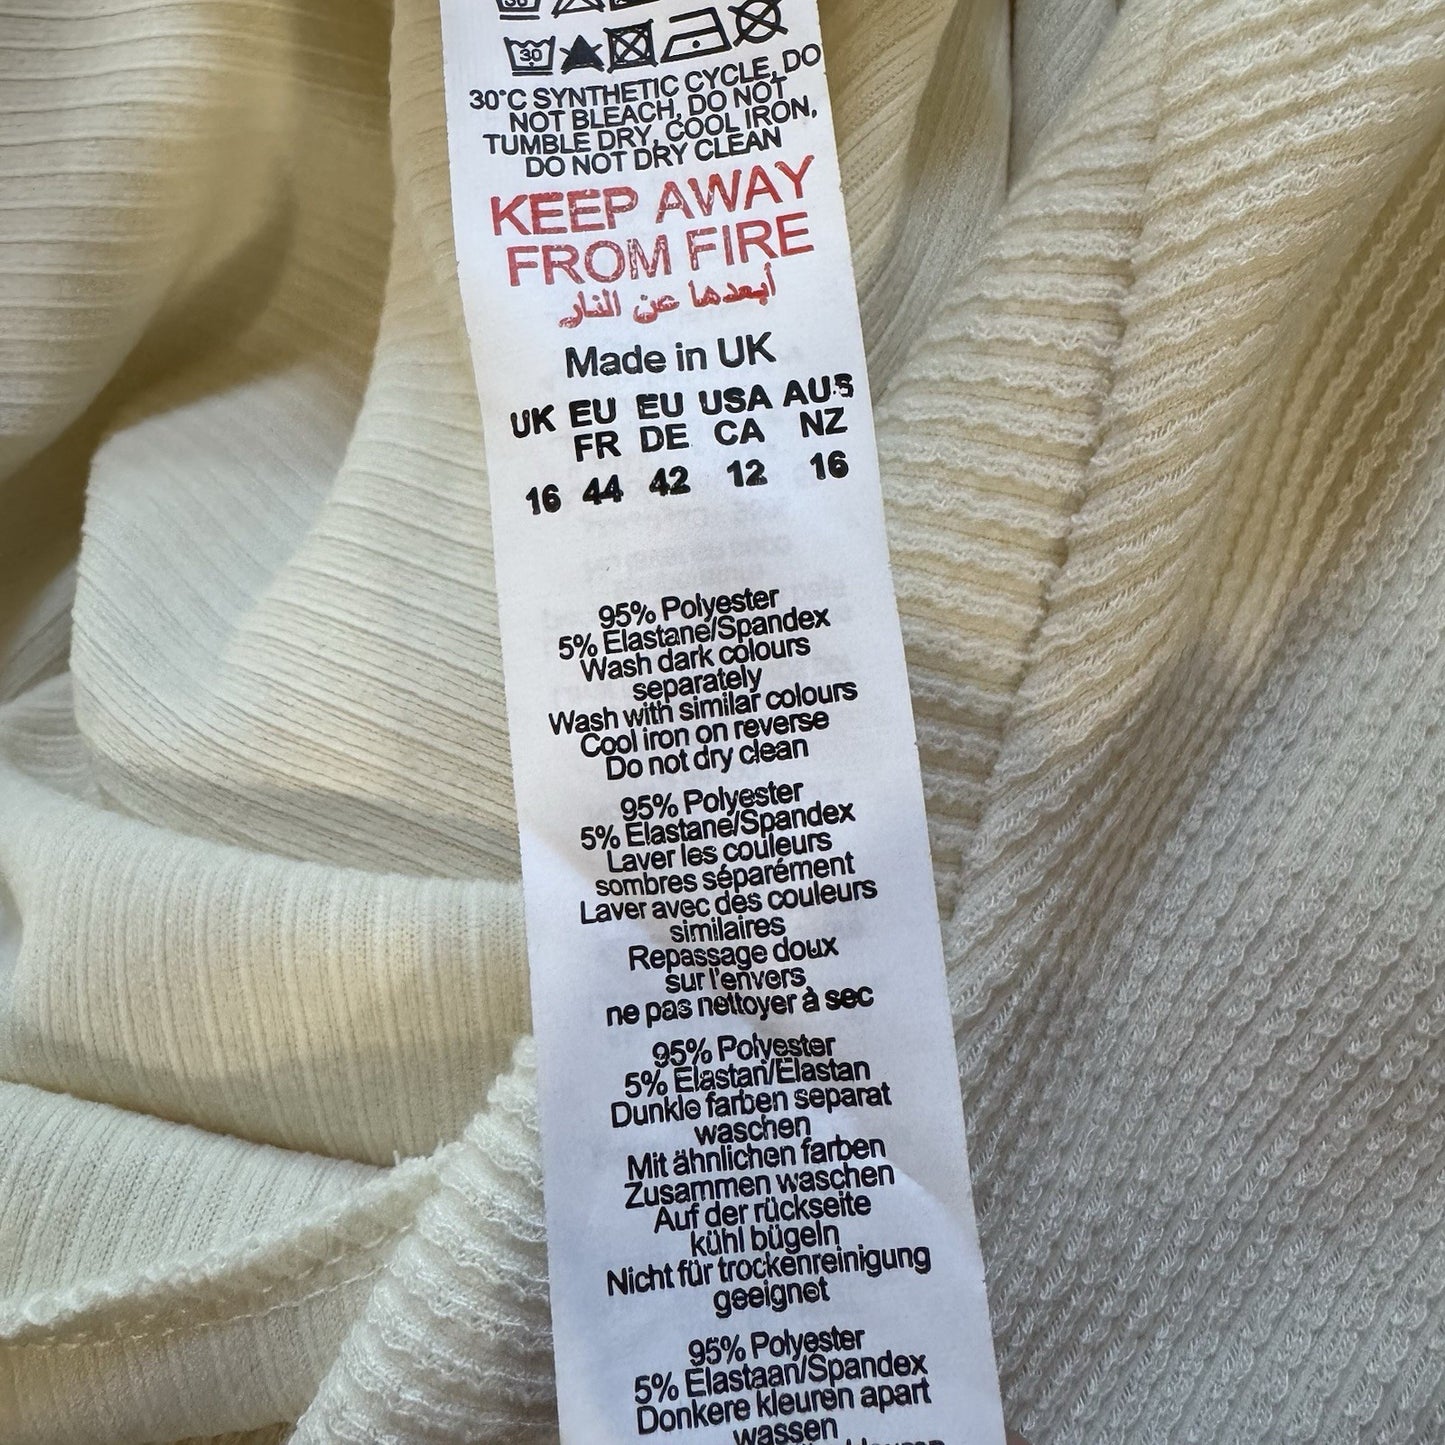 30
30°C SYNTHETIC CYCLE, DO
NOT BLEACH, DO NOT
TUMBLE DRY, COOL IRON,
DO NOT DRY CLEAN
KEEP AWAY
FROM FIRE
أبعدها عن النار
Made in UK
UK EU EU USA AUS
FR DE CA NZ
16 44 42 12 16
95% Polyester
5% Elastane/Spandex
Wash dark colours
separately
Wash with similar colours
Cool iron on reverse
Do not dry clean
95% Polyester
5% Elastane/Spandex
Laver les couleurs
sombres séparément
Laver avec des couleurs
similaires
Repassage doux
sur l'envers
ne pas nettoyer à sec
95% Polyester
5% Elastan/Elastan
Dunkle farben separat
waschen
Mit ähnlichen farben
Zusammen waschen
Auf der rückseite
kühl bügeln
Nicht für trockenreinigung
geeignet
95% Polyester
5% Elastaan/Spandex
Donkere kleuren apart
wassen